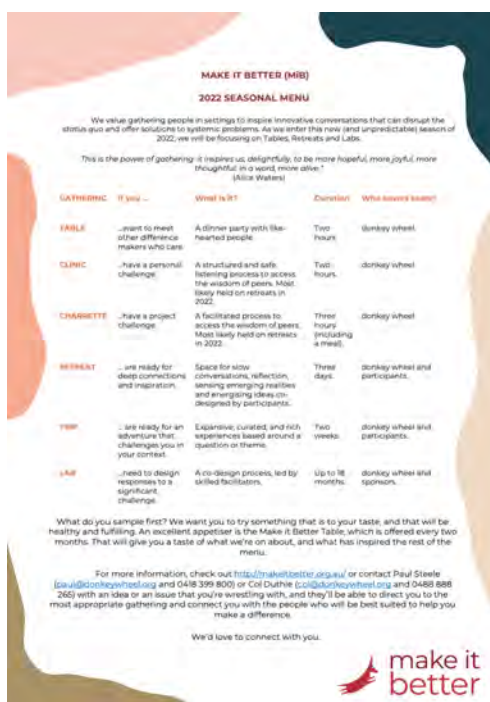 MAKE IT BETTER (MiB)
2022 SEASONAL MENU
We value gathering people in settings to inspire innovative conversations that can disrupt the
status quo and offer solutions to systemic problems. As we enter this new (and unpredictable) season of
2022, we will be focusing on Tables, Retreats and Labs.
This is the power of gathering: it inspires us, delightfully, to be more hopeful, more joyful, more
thoughtful: in a word, more alive."
(Alice Waters)
GATHERING If you ... What is it? Duration Who covers costs?
TABLE ...want to meet A dinner party with like- Two donkey wheel
other difference hearted people. hours.
makers who care.
CLINIC ...have a personal A structured and safe Two donkey wheel
challenge. listening process to access hours.
the wisdom of peers. Most
likely held on retreats in
2022.
CHARRETTE ...have a project A facilitated process to Three donkey wheel
challenge. access the wisdom of peers. hours
Most likely held on retreats (including
in 2022. a meal).
RETREAT ... are ready for Space for slow Three donkey wheel and
deep connections conversations, reflection, days. participants.
and inspiration. sensing emerging realities
and energising ideas co-
designed by participants.
TRIP ... are ready for an Expansive, curated, and rich Two donkey wheel and
adventure that experiences based around a weeks. participants.
challenges you in question or theme.
your context.
LAB ...need to design A co-design process, led by Up to 18 donkey wheel and
responses to a skilled facilitators. months. sponsors.
significant
challenge.
What do you sample first? We want you to try something that is to your taste, and that will be
healthy and fulfilling. An excellent appetiser is the Make it Better Table, which is offered every two
months. That will give you a taste of what we're on about, and what has inspired the rest of the
menu.
For more information, check out http://makeitbetter.org.au/ or contact Paul Steele
(paul@donkeywheel.org and 0418 399 800) or Col Duthie (col@donkeywheel.org and 0488 888
265) with an idea or an issue that you're wrestling with, and they'll be able to direct you to the
most appropriate gathering and connect you with the people who will be best suited to help you
make a difference.
We'd love to connect with you.
make it
better